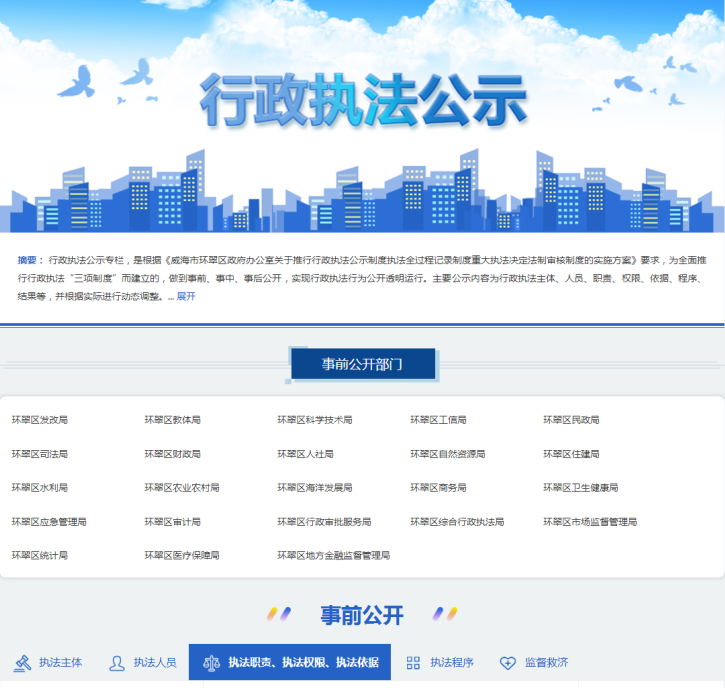 行政执法公示
摘要： 行政执法公示专栏，是根据《威海市环翠区政府办公室关于推行行政执法公示制度执法全过程记录制度重大执法决定法制审核制度的实施方案》要求，为全面推
行行政执法“三项制度”而建立的，做到事前、事中、事后公开，实现行政执法行为公开透明运行。主要公示内容为行政执法主体、人员、职责、权限、依据、程序、
结果等，并根据实际进行动态调整。... 展开
事前公开部门
环翠区发改局 环翠区教体局 环翠区科学技术局 环翠区工信局 环翠区民政局
环翠区司法局 环翠区财政局 环翠区人社局 环翠区自然资源局 环翠区住建局
环翠区水利局 环翠区农业农村局 环翠区海洋发展局 环翠区商务局 环翠区卫生健康局
环翠区应急管理局 环翠区审计局 环翠区行政审批服务局 环翠区综合行政执法局 环翠区市场监督管理局
环翠区统计局 环翠区医疗保障局 环翠区地方金融监督管理局
事前公开
执法主体 执法人员 执法职责、执法权限、执法依据 执法程序 监督救济